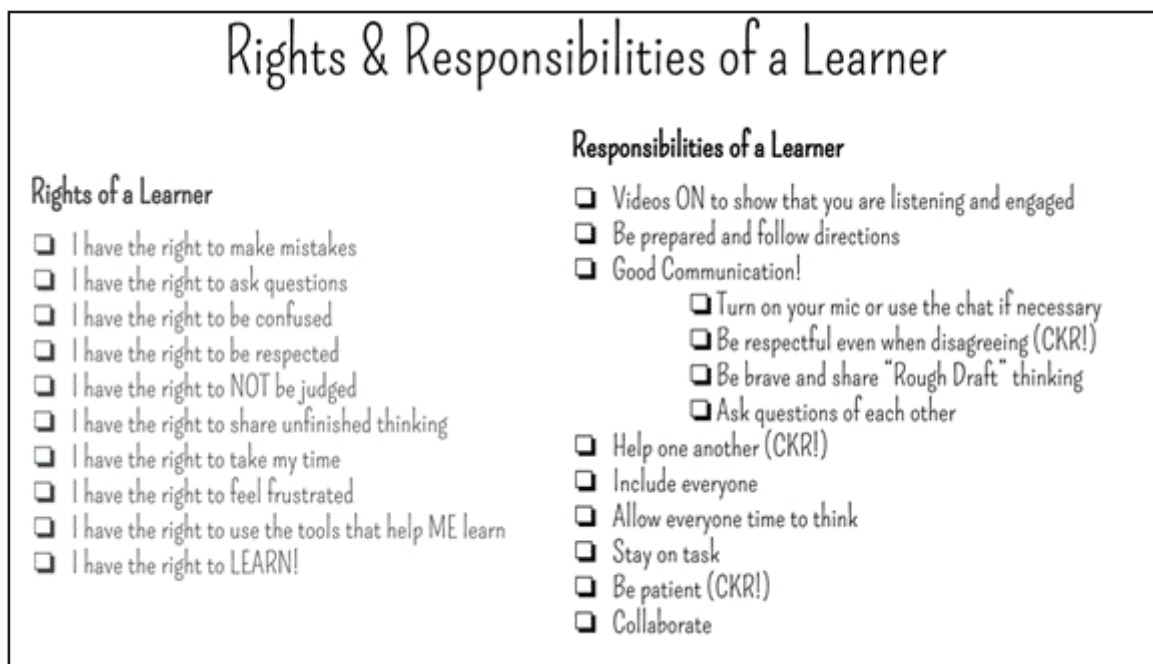 Rights & Responsibilities of a Learner
Rights of a Learner
I have the right to make mistakes
I have the right to ask questions
I have the right to be confused
I have the right to be respected
I have the right to NOT be judged
I have the right to share unfinished thinking
I have the right to take my time
I have the right to feel frustrated
I have the right to use the tools that help ME learn
I have the right to LEARN!
Responsibilities of a Learner
Videos ON to show that you are listening and engaged
Be prepared and follow directions
Good Communication!
Turn on your mic or use the chat if necessary
Be respectful even when disagreeing (CKR!)
Be brave and share "Rough Draft" thinking
Ask questions of each other
Help one another (CKR!)
Include everyone
Allow everyone time to think
Stay on task
Be patient (CKR!)
Collaborate